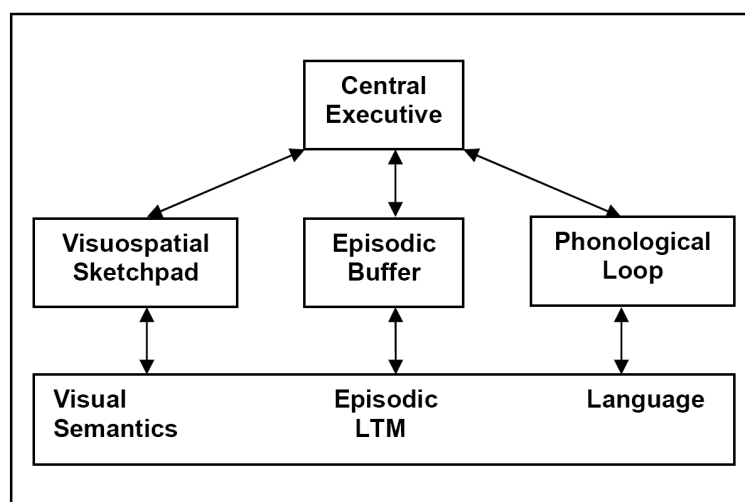 Central
Executive
Visuospatial
Sketchpad
Episodic
Buffer
Phonological
Loop
Visual
Semantics
Episodic
LTM
Language